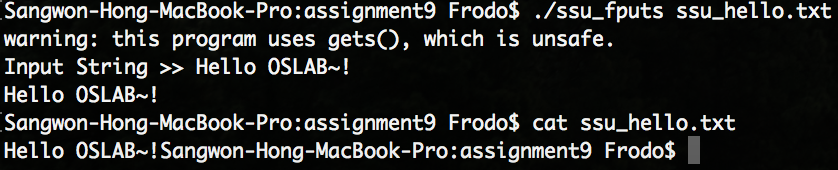 Sangwon-Hong-MacBook-Pro:assignment9 Frodo$ ./ssu_fputs ssu_hello.txt
warning: this program uses gets(), which is unsafe.
Input String >> Hello OSLAB~!
Hello OSLAB~!
Sangwon-Hong-MacBook-Pro:assignment9 Frodo$ cat ssu_hello.txt
Hello OSLAB~!Sangwon-Hong-MacBook-Pro:assignment9 Frodo$